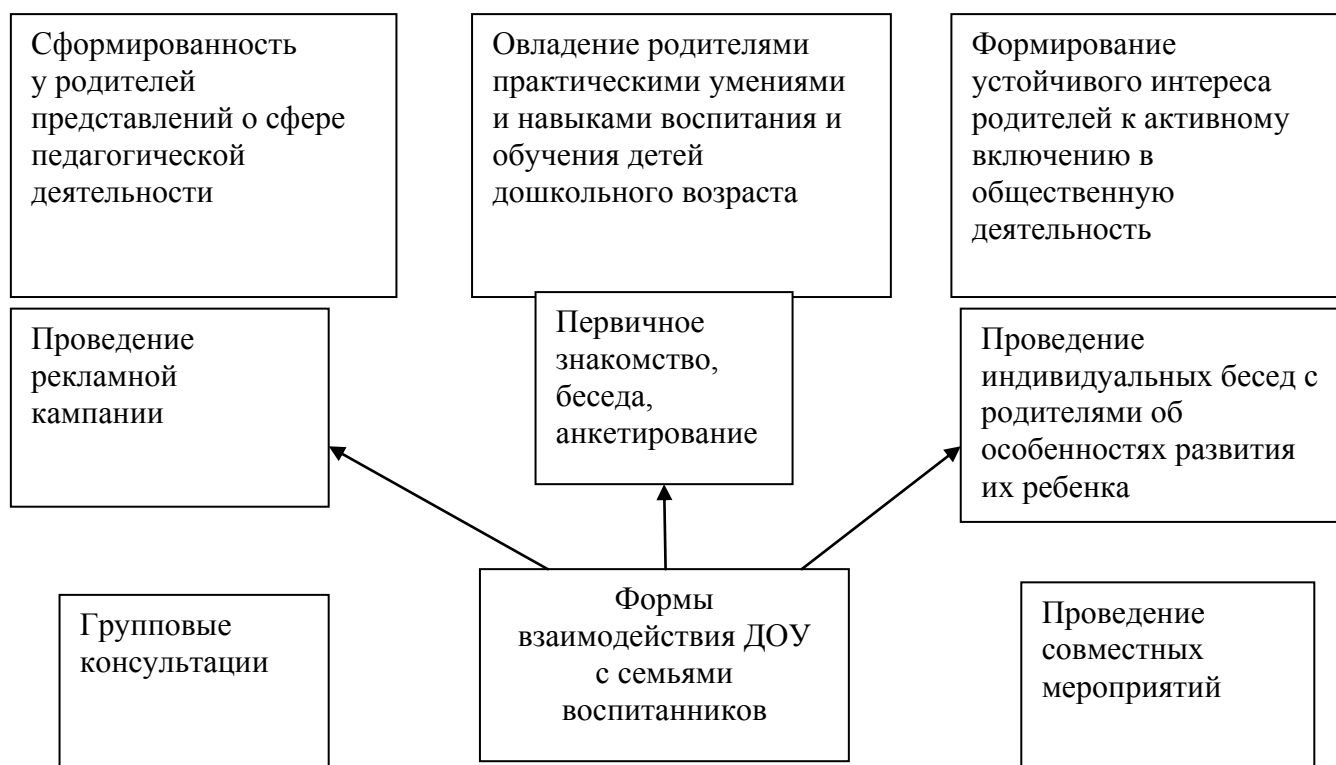 Сформированность
у родителей
представлений о сфере
педагогической
деятельности
Овладение родителями
практическими умениями
и навыками воспитания и
обучения детей
дошкольного возраста
Формирование
устойчивого интереса
родителей к активному
включению в
общественную
деятельность
Проведение
рекламной
кампании
Первичное
знакомство,
беседа,
анкетирование
Проведение
индивидуальных бесед с
родителями об
особенностях развития
их ребенка
Групповые
консультации
Формы
взаимодействия ДОУ
с семьями
воспитанников
Проведение
совместных
мероприятий